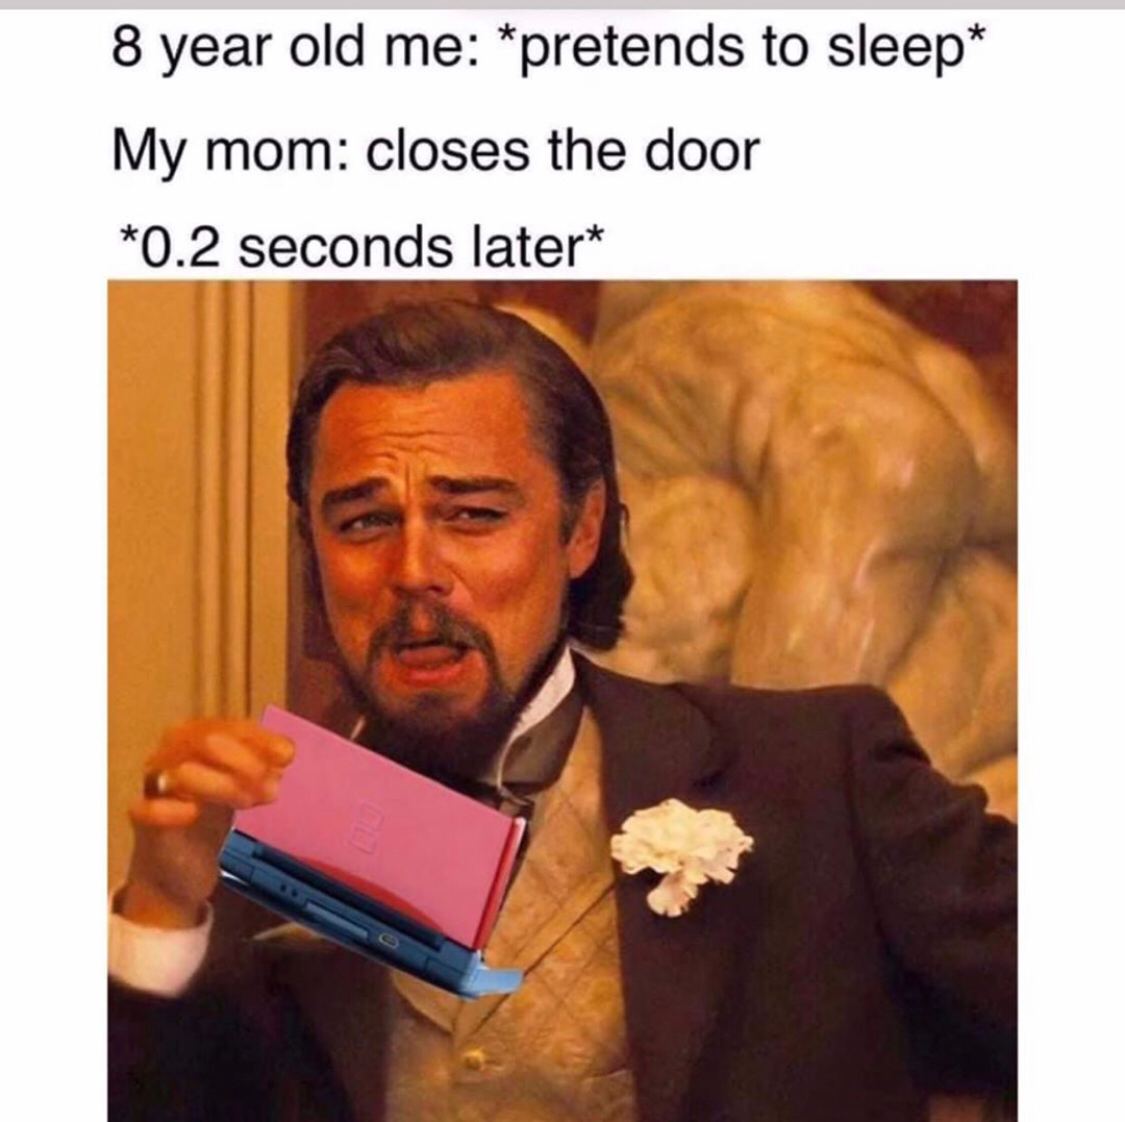 8 year old me: *pretends to sleep*
My mom: closes the door
*0.2 seconds later*